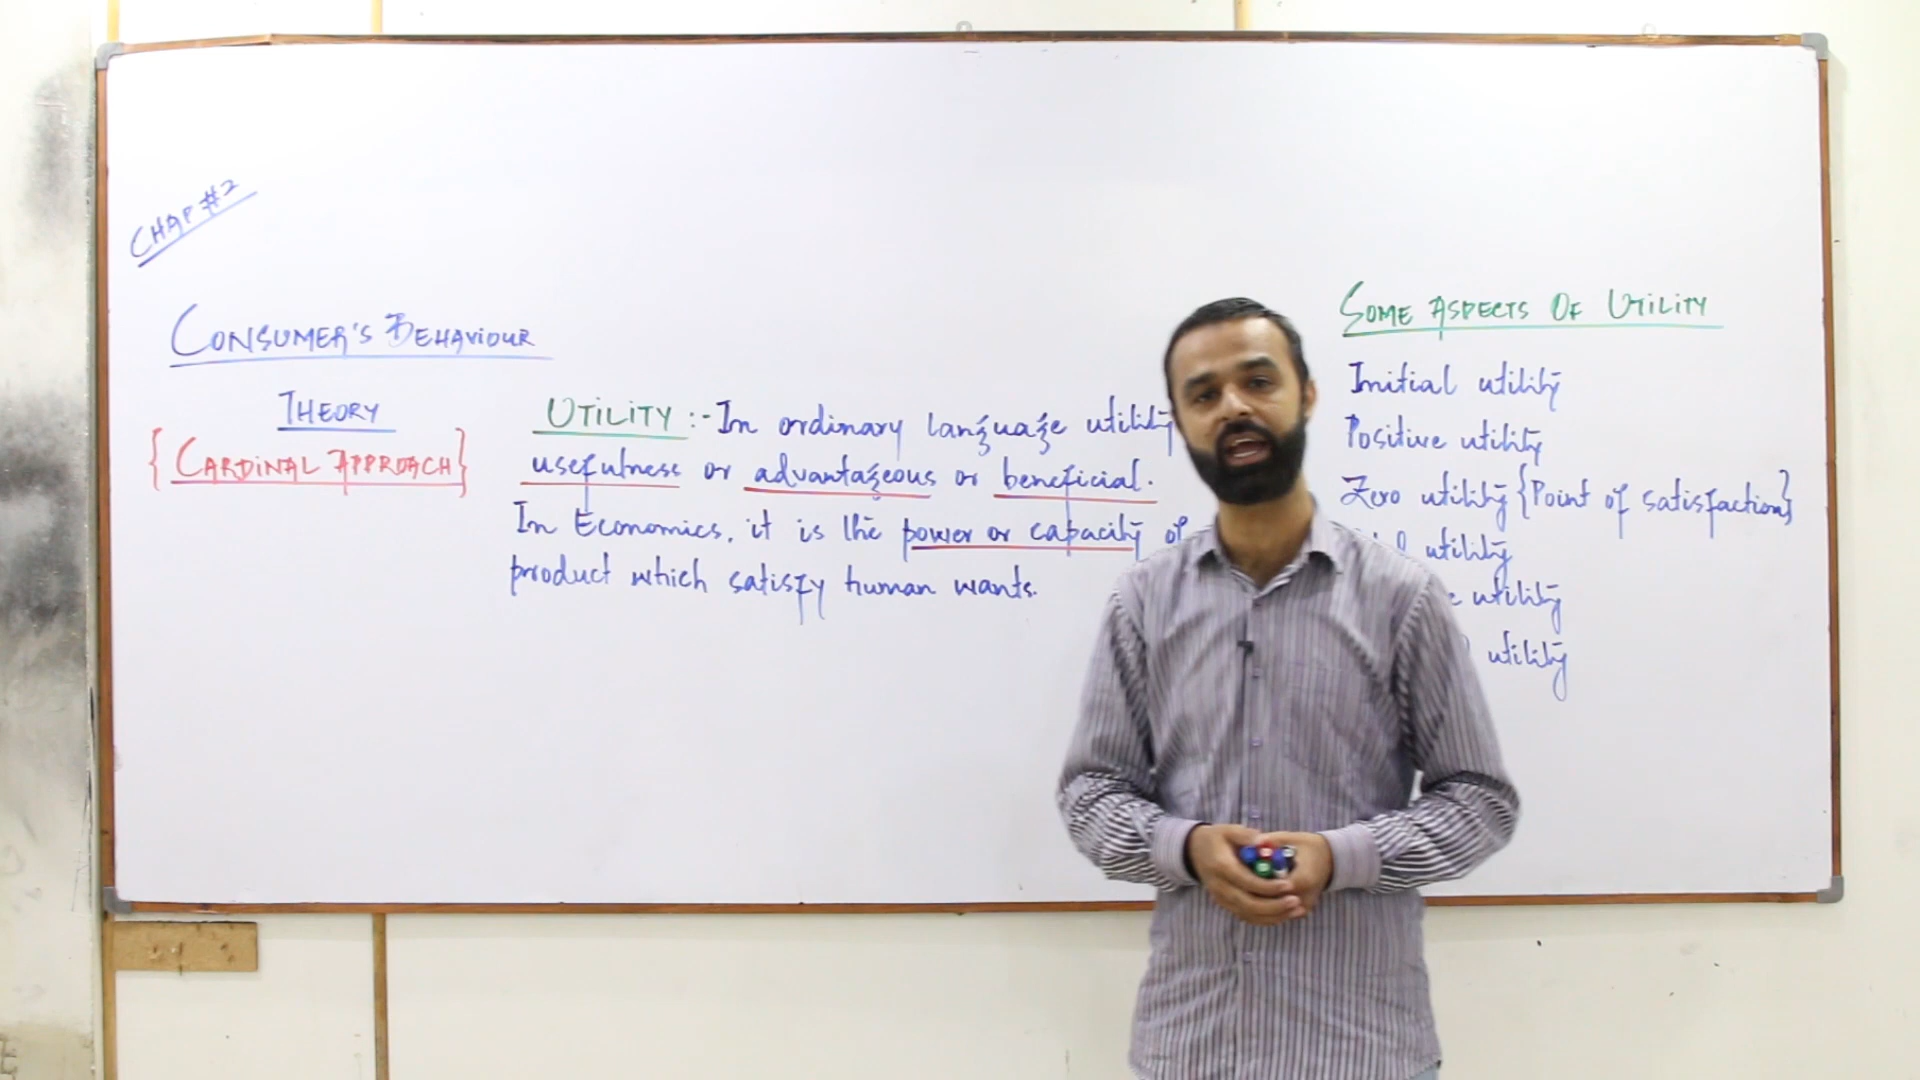 CHAP #2
CONSUMER'S BEHAVIOUR
THEORY
{CARDINAL APPROACH}
UTILITY :- In ordinary language utility
usefulness or advantageous or beneficial.
In Economics, it is the power or capacity of
product which satisfy human wants.
SOME ASPECTS OF UTILITY
Initial utility
Positive utility
Zero utility {Point of satisfaction}
utility
utility
utility